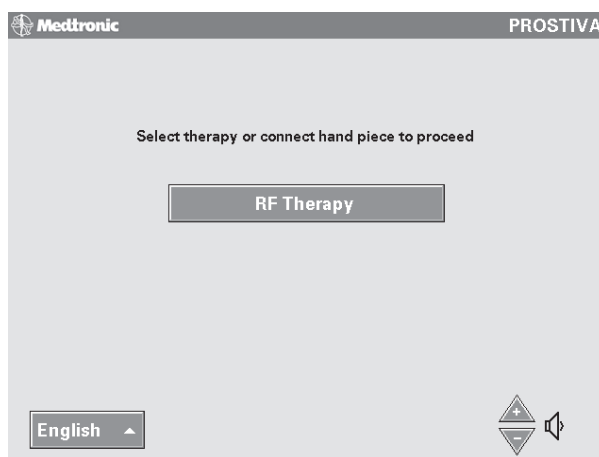 Medtronic PROSTIVA
Select therapy or connect hand piece to proceed
RF Therapy
English
+
-